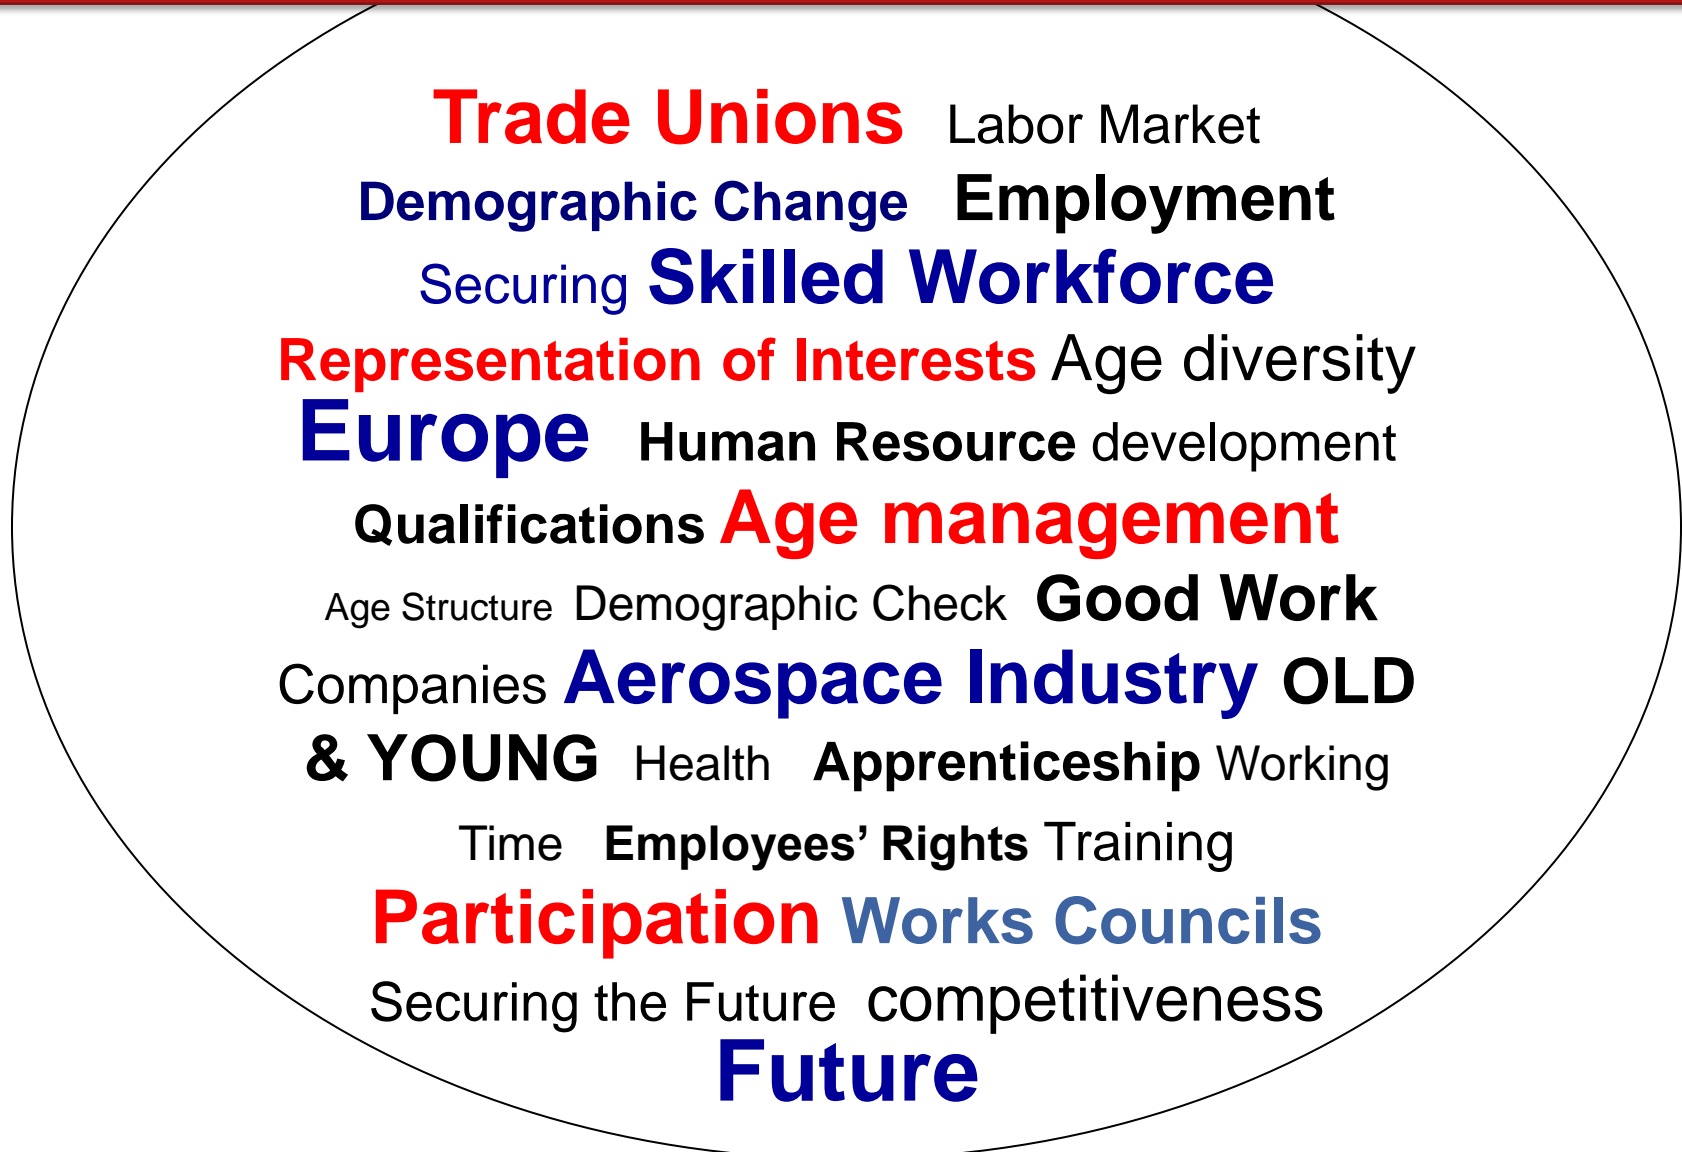 Trade Unions Labor Market
Demographic Change Employment
Securing Skilled Workforce
Representation of Interests Age diversity
Europe Human Resource development
Qualifications Age management
Age Structure Demographic Check Good Work
Companies Aerospace Industry OLD
& YOUNG Health Apprenticeship Working
Time Employees’ Rights Training
Participation Works Councils
Securing the Future competitiveness
Future